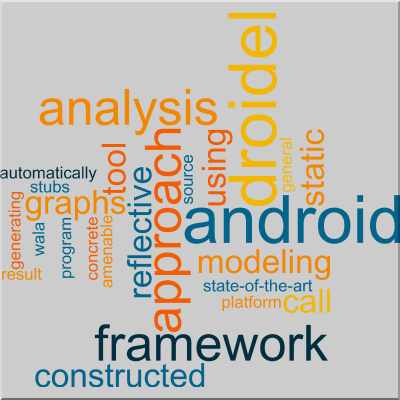 droidel
analysis
approach
using
general
static
tool
source
automatically
stubs
reflective
graphs
generating
wala
program
concrete
amenable
android
modeling
result
state-of-the-art
platform
call
framework
constructed